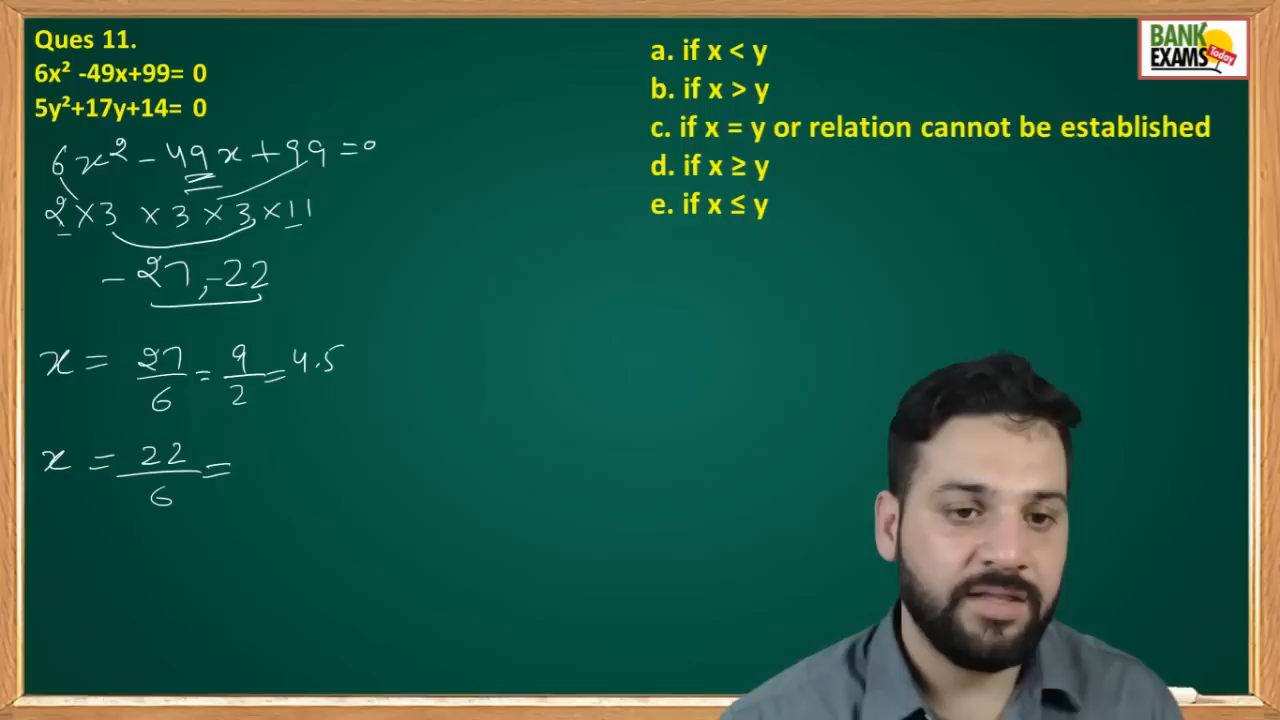 Ques 11.
6x² -49x+99= 0
5y²+17y+14= 0
6x² - 49x + 99 = 0
2 × 3 × 3 × 3 × 11
- 27, -22
x = 27/6 = 9/2 = 4.5
x = 22/6 =
a. if x < y
b. if x > y
c. if x = y or relation cannot be established
d. if x ≥ y
e. if x ≤ y
BANK
EXAMS Today